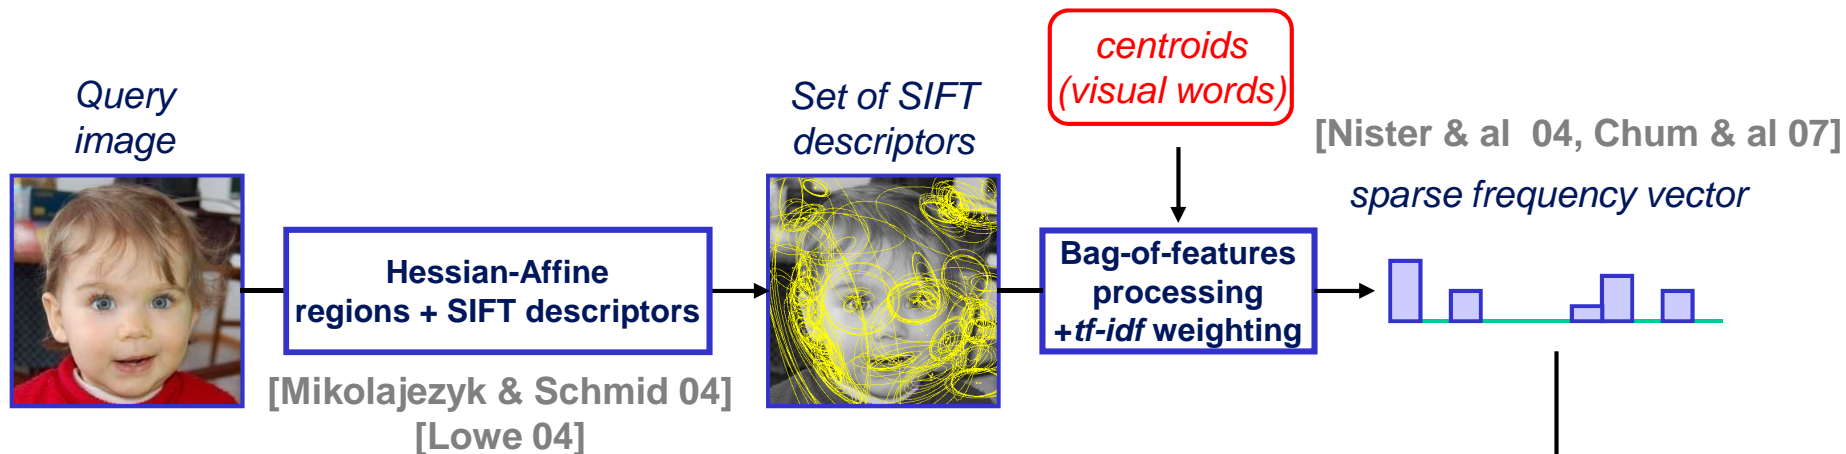 Query
image
Hessian-Affine
regions + SIFT descriptors
[Mikolajezyk & Schmid 04]
[Lowe 04]
Set of SIFT
descriptors
centroids
(visual words)
Bag-of-features
processing
+tf-idf weighting
[Nister & al  04, Chum & al 07]
sparse frequency vector